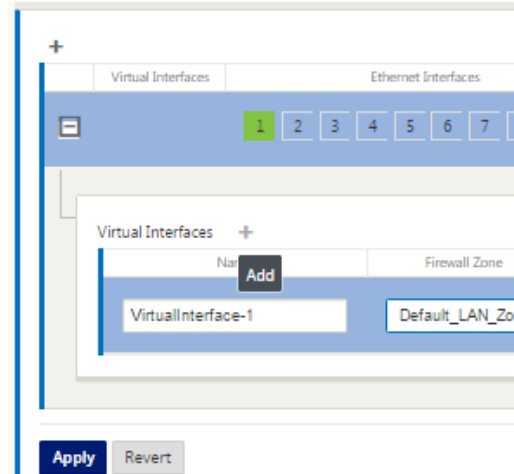 +
Virtual Interfaces Ethernet Interfaces
1 2 3 4 5 6 7
Virtual Interfaces +
Firewall Zone
Add
VirtualInterface-1 Default_LAN_Zo
Apply Revert